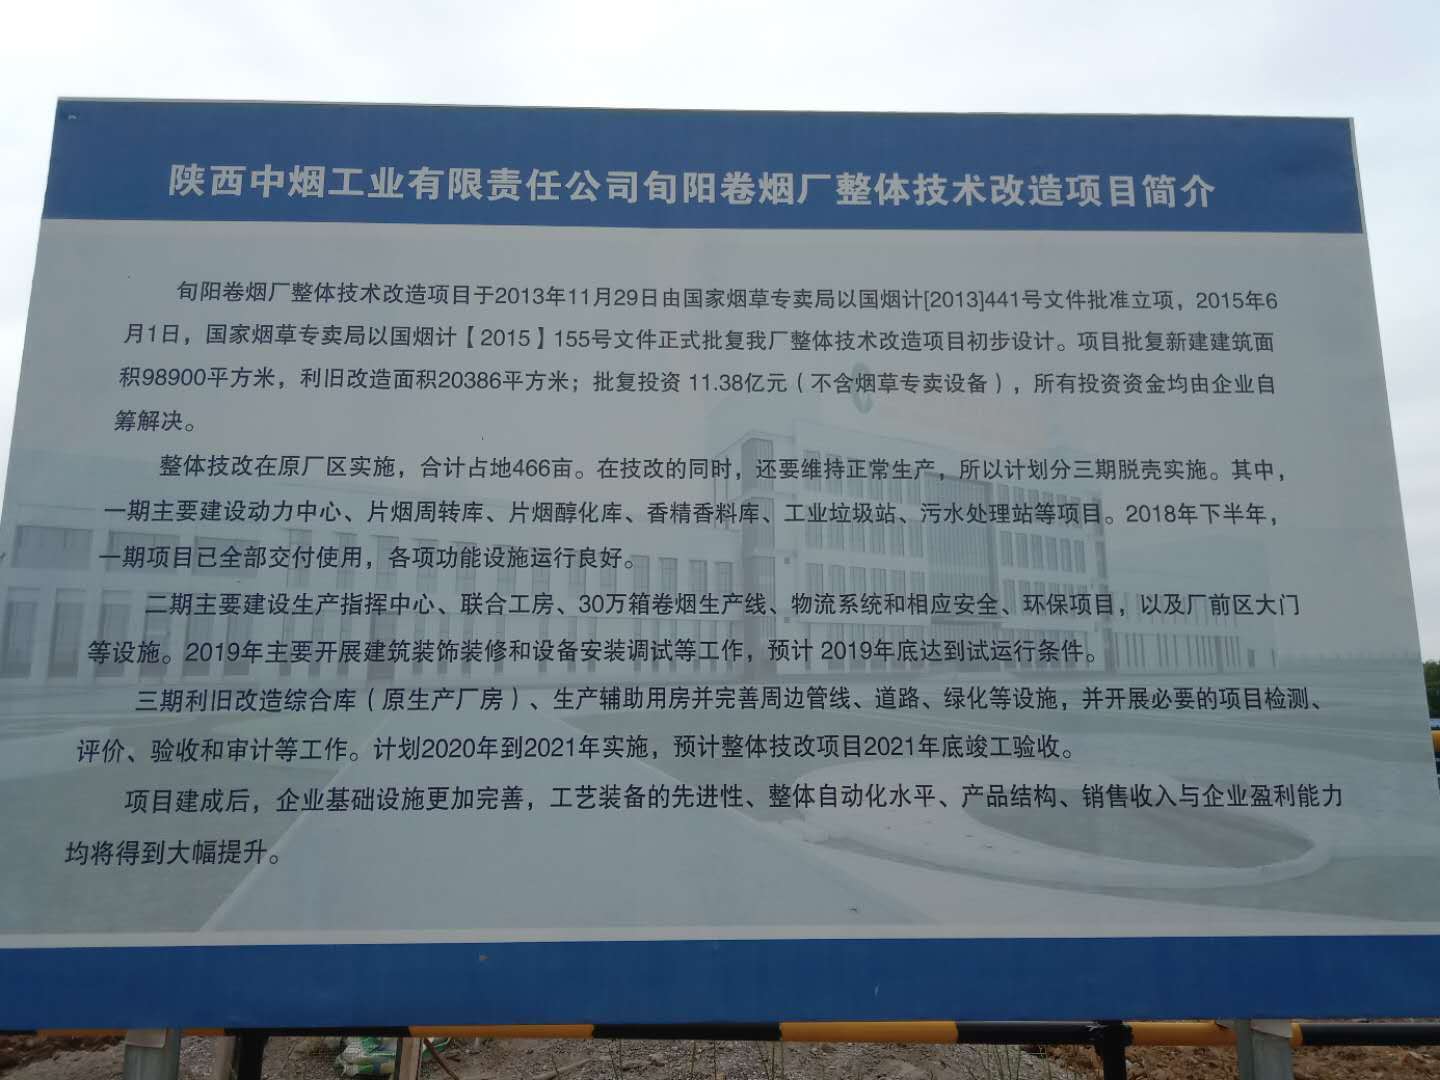 陕西中烟工业有限责任公司旬阳卷烟厂整体技术改造项目简介
旬阳卷烟厂整体技术改造项目于2013年11月29日由国家烟草专卖局以国烟计[2013]441号文件批准立项，2015年6
月1日，国家烟草专卖局以国烟计【2015】155号文件正式批复我厂整体技术改造项目初步设计。项目批复新建建筑面
积98900平方米，利旧改造面积20386平方米；批复投资 11.38亿元（不含烟草专卖设备），所有投资资金均由企业自
筹解决。
整体技改在原厂区实施，合计占地466亩。在技改的同时，还要维持正常生产，所以计划分三期脱壳实施。其中，
一期主要建设动力中心、片烟周转库、片烟醇化库、香精香料库、工业垃圾站、污水处理站等项目。2018年下半年，
一期项目已全部交付使用，各项功能设施运行良好。
二期主要建设生产指挥中心、联合工房、30万箱卷烟生产线、物流系统和相应安全、环保项目，以及厂前区大门
等设施。2019年主要开展建筑装饰装修和设备安装调试等工作，预计 2019年底达到试运行条件。
三期利旧改造综合库（原生产厂房）、生产辅助用房并完善周边管线、道路、绿化等设施，并开展必要的项目检测、
评价、验收和审计等工作。计划2020年到2021年实施，预计整体技改项目2021年底竣工验收。
项目建成后，企业基础设施更加完善，工艺装备的先进性、整体自动化水平、产品结构、销售收入与企业盈利能力
均将得到大幅提升。